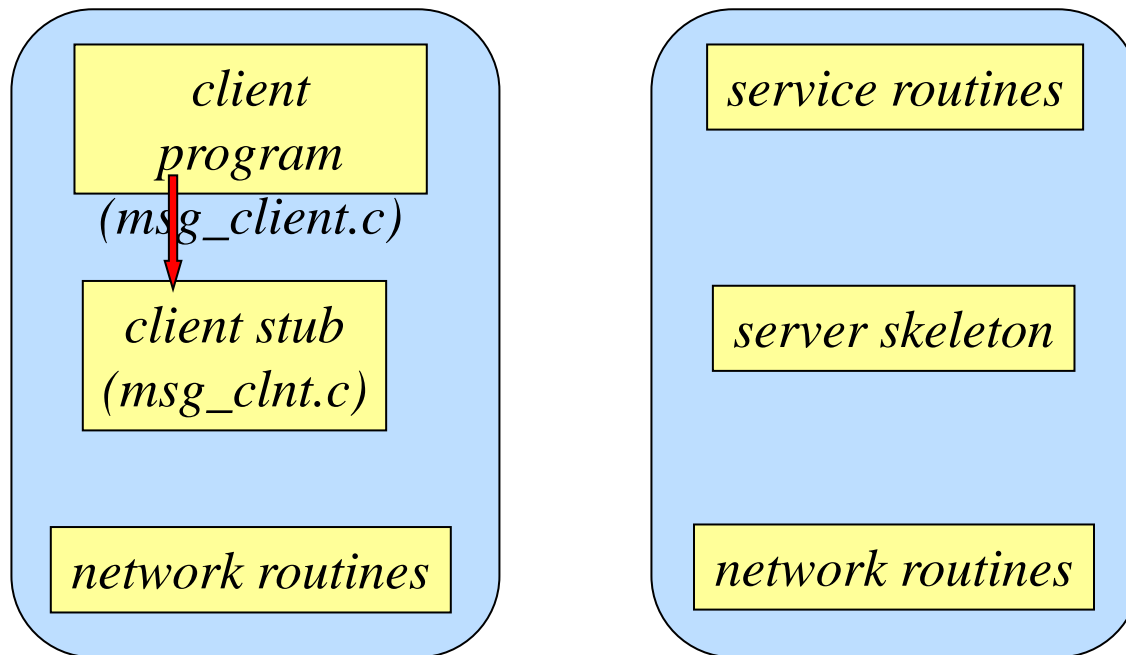 client
program
(msg_client.c)
client stub
(msg_clnt.c)
network routines
service routines
server skeleton
network routines